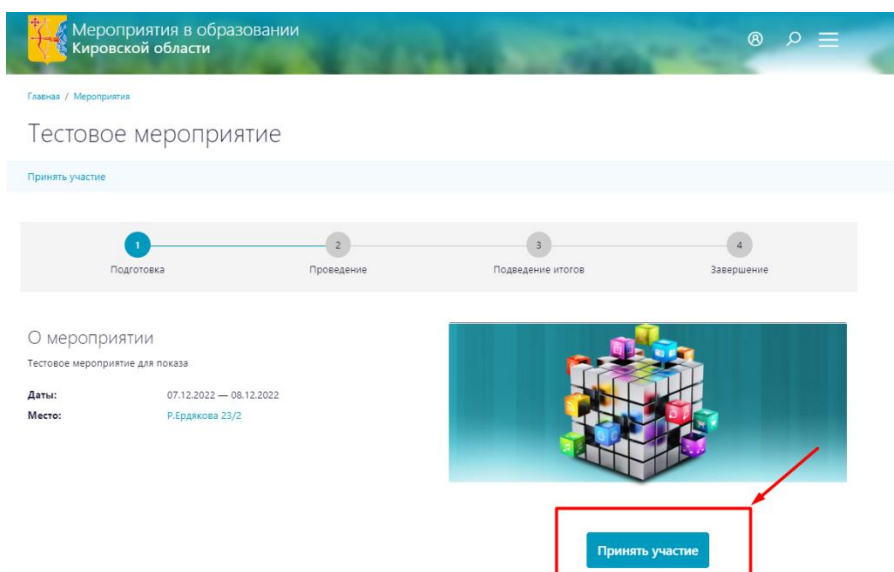 Мероприятия в образовании
Кировской области
Главная / Мероприятия
Тестовое мероприятие
Принять участие
1
2
3
4
Подготовка
Проведение
Подведение итогов
Завершение
О мероприятии
Тестовое мероприятие для показа
Даты: 07.12.2022 — 08.12.2022
Место: Р.Ердякова 23/2
Принять участие